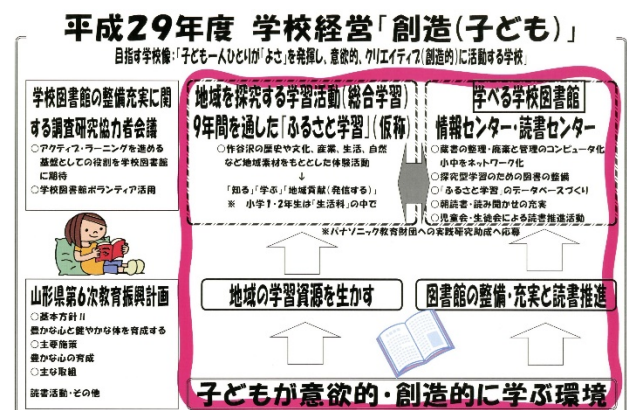 平成29年度 学校経営「創造(子ども)」
目指す学校像:「子ども一人ひとりが「よさ」を発揮し、意欲的、クリエイティブ(創造的)に活動する学校」
学校図書館の整備充実に関
する調査研究協力者会議
○アクティブ・ラーニングを進める
基盤としての役割を学校図書館
に期待
○学校図書館ボランティア活用
山形県第6次教育振興計画
○基本方針Ⅱ
豊かな心と健やかな体を育成する
○主要施策
豊かな心の育成
○主な取組
読書活動・その他
地域を探究する学習活動(総合学習)
9年間を通した「ふるさと学習」(仮称)
○作谷沢の歴史や文化、産業、生活、自然
など地域素材をもととした体験活動
↓
「知る」「学ぶ」「地域貢献(発信する)」
※ 小学1・2年生は「生活科」の中で
学べる学校図書館
情報センター・読書センター
○蔵書の整理・廃棄と管理のコンピュータ化
小中をネットワーク化
○探究型学習のための図書の整備
○「ふるさと学習」のデータベースづくり
○朝読書・読み聞かせの充実
○児童会・生徒会による読書推進活動
※パナソニック教育財団への実践研究助成へ応募
地域の学習資源を生かす
図書館の整備・充実と読書推進
子どもが意欲的・創造的に学ぶ環境